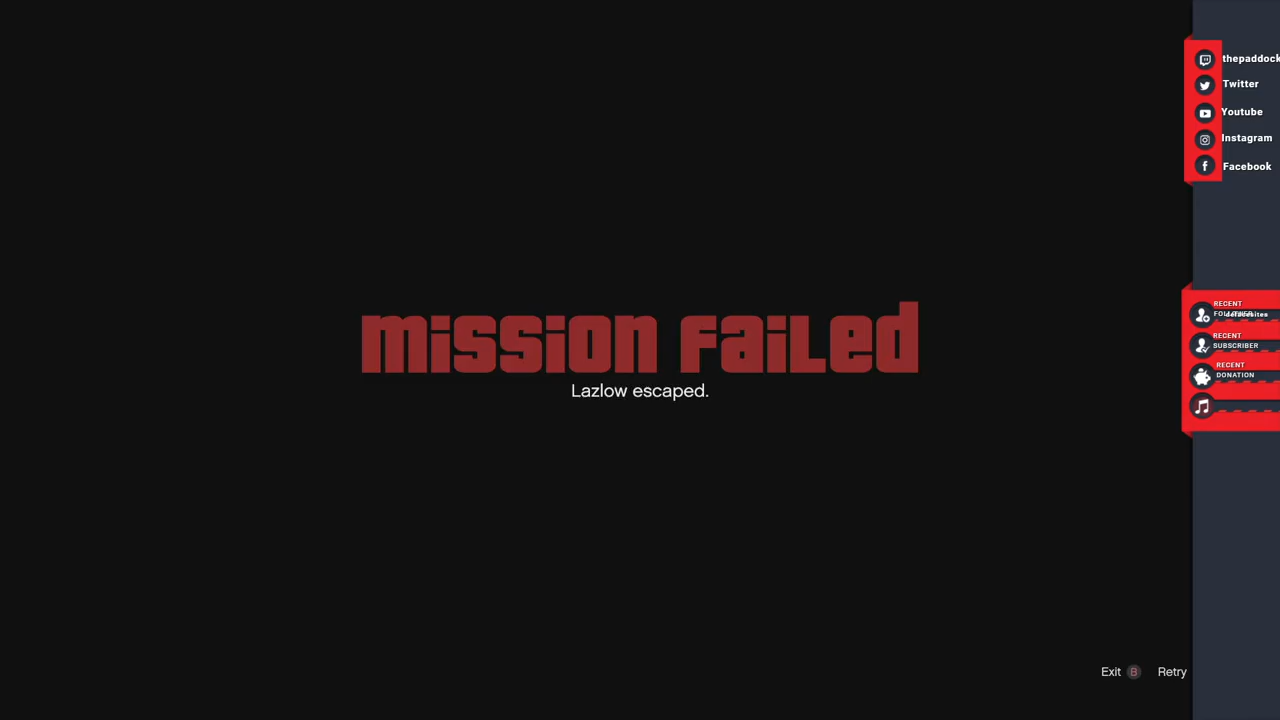 thepaddock
Twitter
Youtube
Instagram
Facebook
mission failed
Lazlow escaped.
RECENT
RECENT
SUBSCRIBER
RECENT
DONATION
Exit B Retry